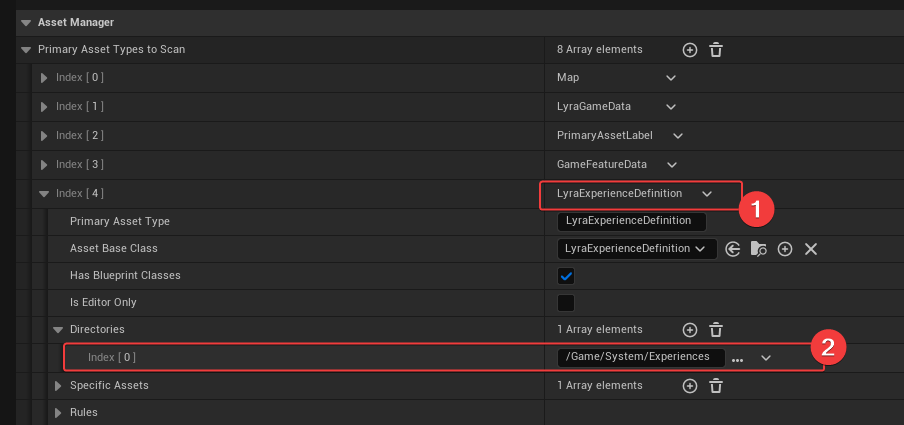 Asset Manager
Primary Asset Types to Scan 8 Array elements
Index [ 0 ] Map
Index [ 1 ] LyraGameData
Index [ 2 ] PrimaryAssetLabel
Index [ 3 ] GameFeatureData
Index [ 4 ] LyraExperienceDefinition 1
Primary Asset Type LyraExperienceDefinition
Asset Base Class LyraExperienceDefinition
Has Blueprint Classes
Is Editor Only
Directories 1 Array elements
Index [ 0 ] /Game/System/Experiences ... 2
Specific Assets 1 Array elements
Rules